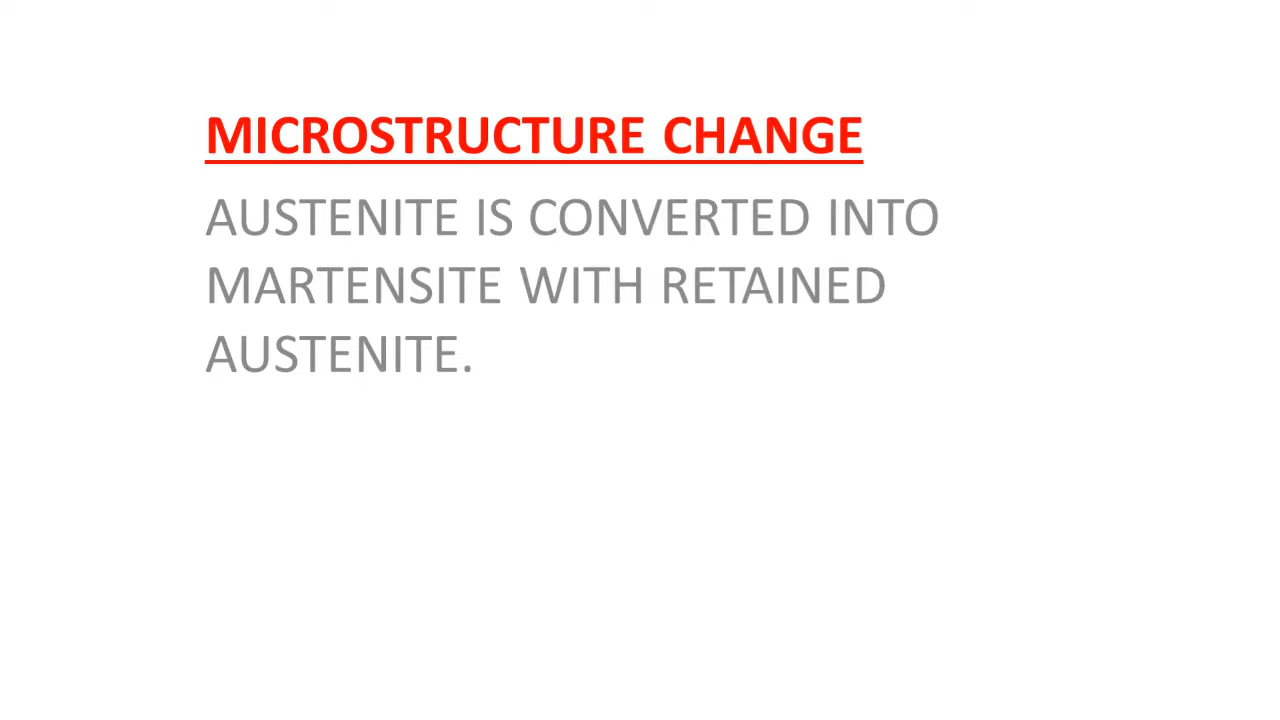 MICROSTRUCTURE CHANGE
AUSTENITE IS CONVERTED INTO
MARTENSITE WITH RETAINED
AUSTENITE.